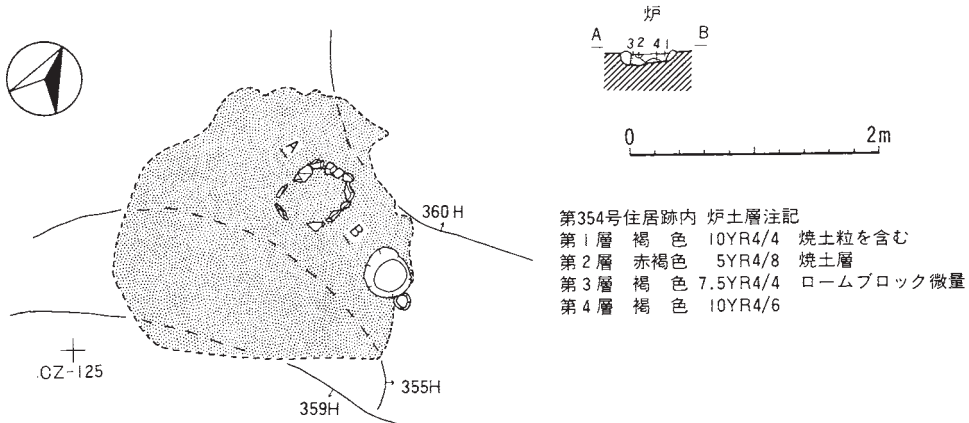 炉
A 3 2 4 1 B
0 2m
A
B
360H
第354号住居跡内 炉土層注記
第1層 褐 色 10YR4/4 焼土粒を含む
第2層 赤褐色 5YR4/8 焼土層
第3層 褐 色 7.5YR4/4 ロームブロック微量
第4層 褐 色 10YR4/6
CZ-125
355H
359H